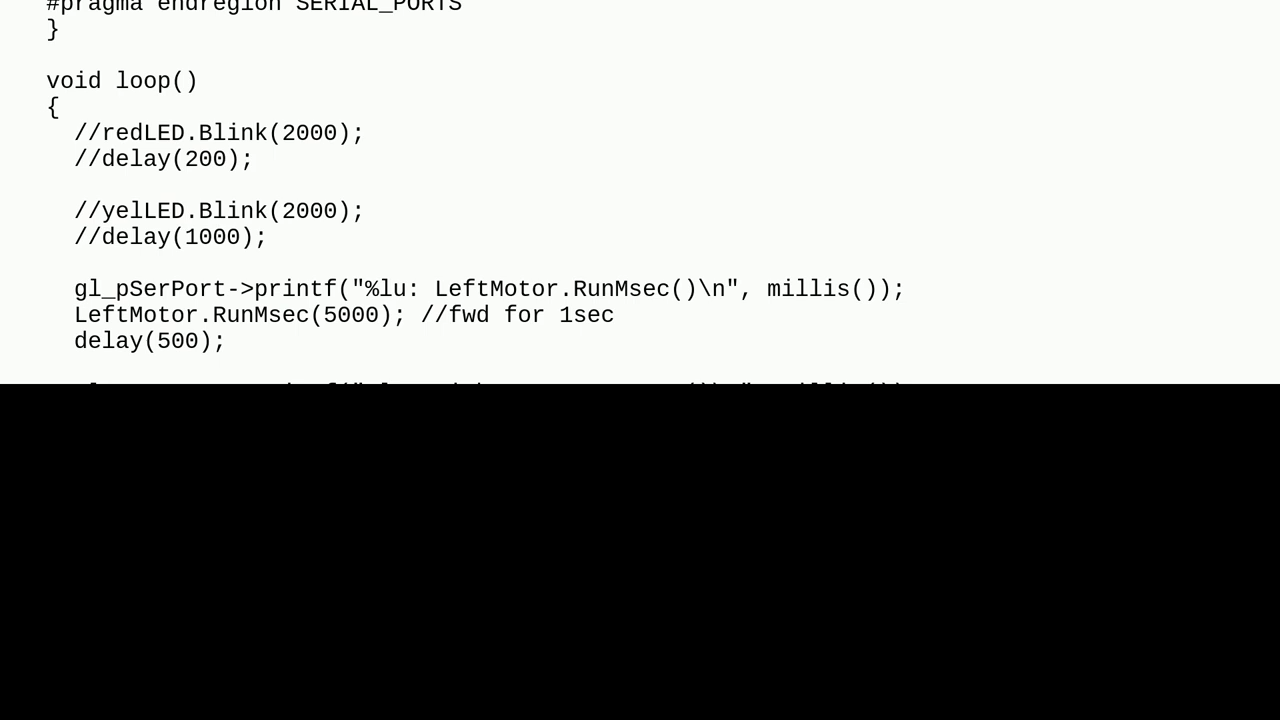 #pragma endregion SERIAL_PORTS
}
void loop()
{
//redLED.Blink(2000);
//delay(200);
//yelLED.Blink(2000);
//delay(1000);
gl_pSerPort->printf("%lu: LeftMotor.RunMsec()\n", millis());
LeftMotor.RunMsec(5000); //fwd for 1sec
delay(500);